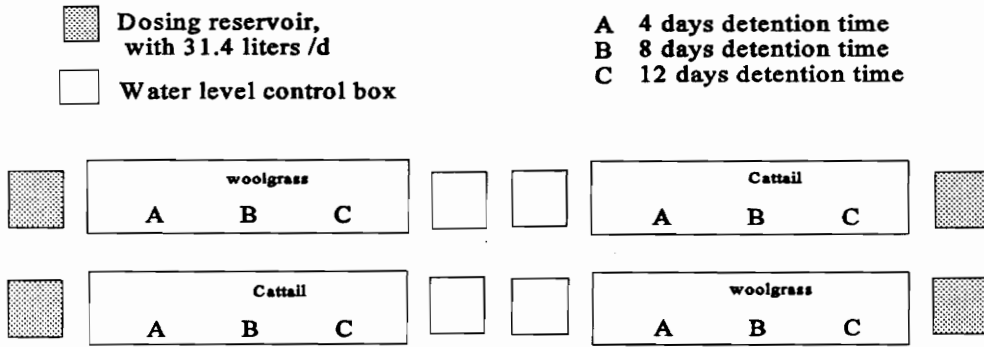 Dosing reservoir,
with 31.4 liters /d
Water level control box
A 4 days detention time
B 8 days detention time
C 12 days detention time
woolgrass
A B C
Cattail
A B C
Cattail
A B C
woolgrass
A B C